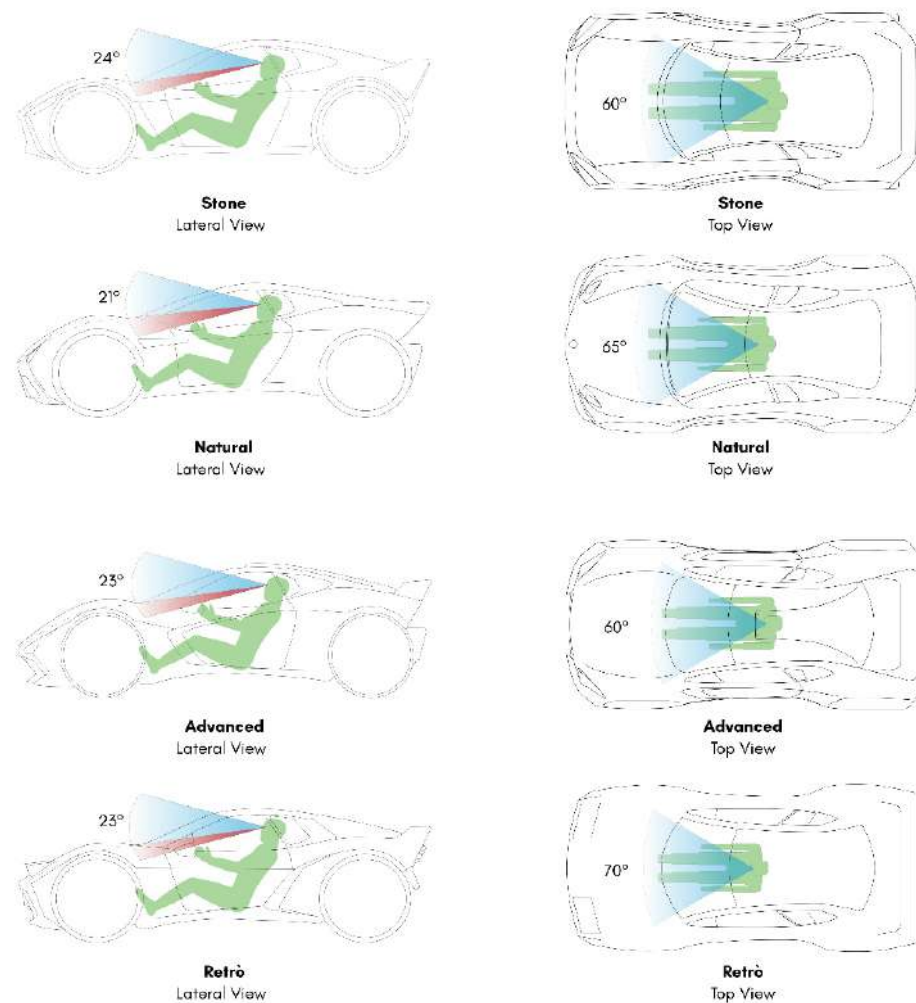 24°
60°
Stone
Lateral View
Stone
Top View
21°
65°
Natural
Lateral View
Natural
Top View
23°
60°
Advanced
Lateral View
Advanced
Top View
23°
70°
Retrò
Lateral View
Retrò
Top View